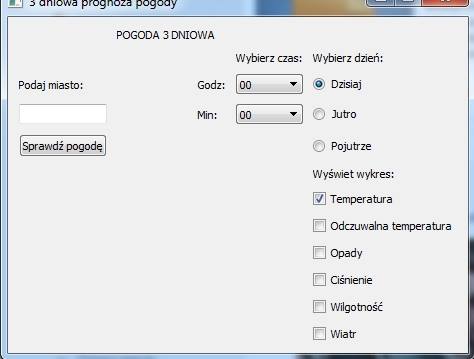 3 dniowa prognoza pogody
POGODA 3 DNIOWA
Wybierz czas: Wybierz dzień:
Podaj miasto: Godz: 00 Dzisiaj
Min: 00 Jutro
Sprawdź pogodę Pojutrze
Wyświet wykres:
Temperatura
Odczuwalna temperatura
Opady
Ciśnienie
Wilgotność
Wiatr